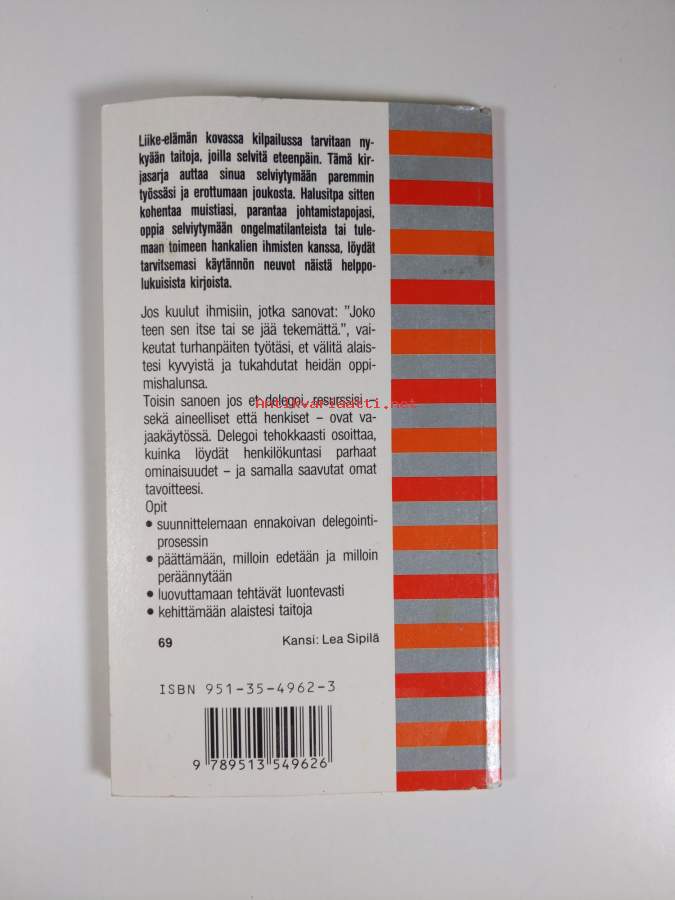 Liike-elämän kovassa kilpailussa tarvitaan ny-
kyään taitoja, joilla selvitä eteenpäin. Tämä kir-
jasarja auttaa sinua selviytymään paremmin
työssäsi ja erottumaan joukosta. Halusitpa sitten
kohentaa muistiasi, parantaa johtamistapojasi,
oppia selviytymään ongelmatilanteista tai tule-
maan toimeen hankalien ihmisten kanssa, löydät
tarvitsemasi käytännön neuvot näistä helppo-
lukuisista kirjoista.
Jos kuulut ihmisiin, jotka sanovat: ”Joko
teen sen itse tai se jää tekemättä.”, vai-
keutat turhanpäiten työtäsi, et välitä alais-
tesi kyvyistä ja tukahdutat heidän oppi-
mishalunsa.
Toisin sanoen jos et delegoi, resurssisi –
Antikvariaatti.net
sekä aineelliset että henkiset – ovat va-
jaakäytössä. Delegoi tehokkaasti osoittaa,
kuinka löydät henkilökuntasi parhaat
ominaisuudet – ja samalla saavutat omat
tavoitteesi.
Opit
• suunnittelemaan ennakoivan delegointi-
prosessin
• päättämään, milloin edetään ja milloin
peräännytään
• luovuttamaan tehtävät luontevasti
• kehittämään alaistesi taitoja
69 Kansi: Lea Sipilä
ISBN 951-35-4962-3
9 789513 549626